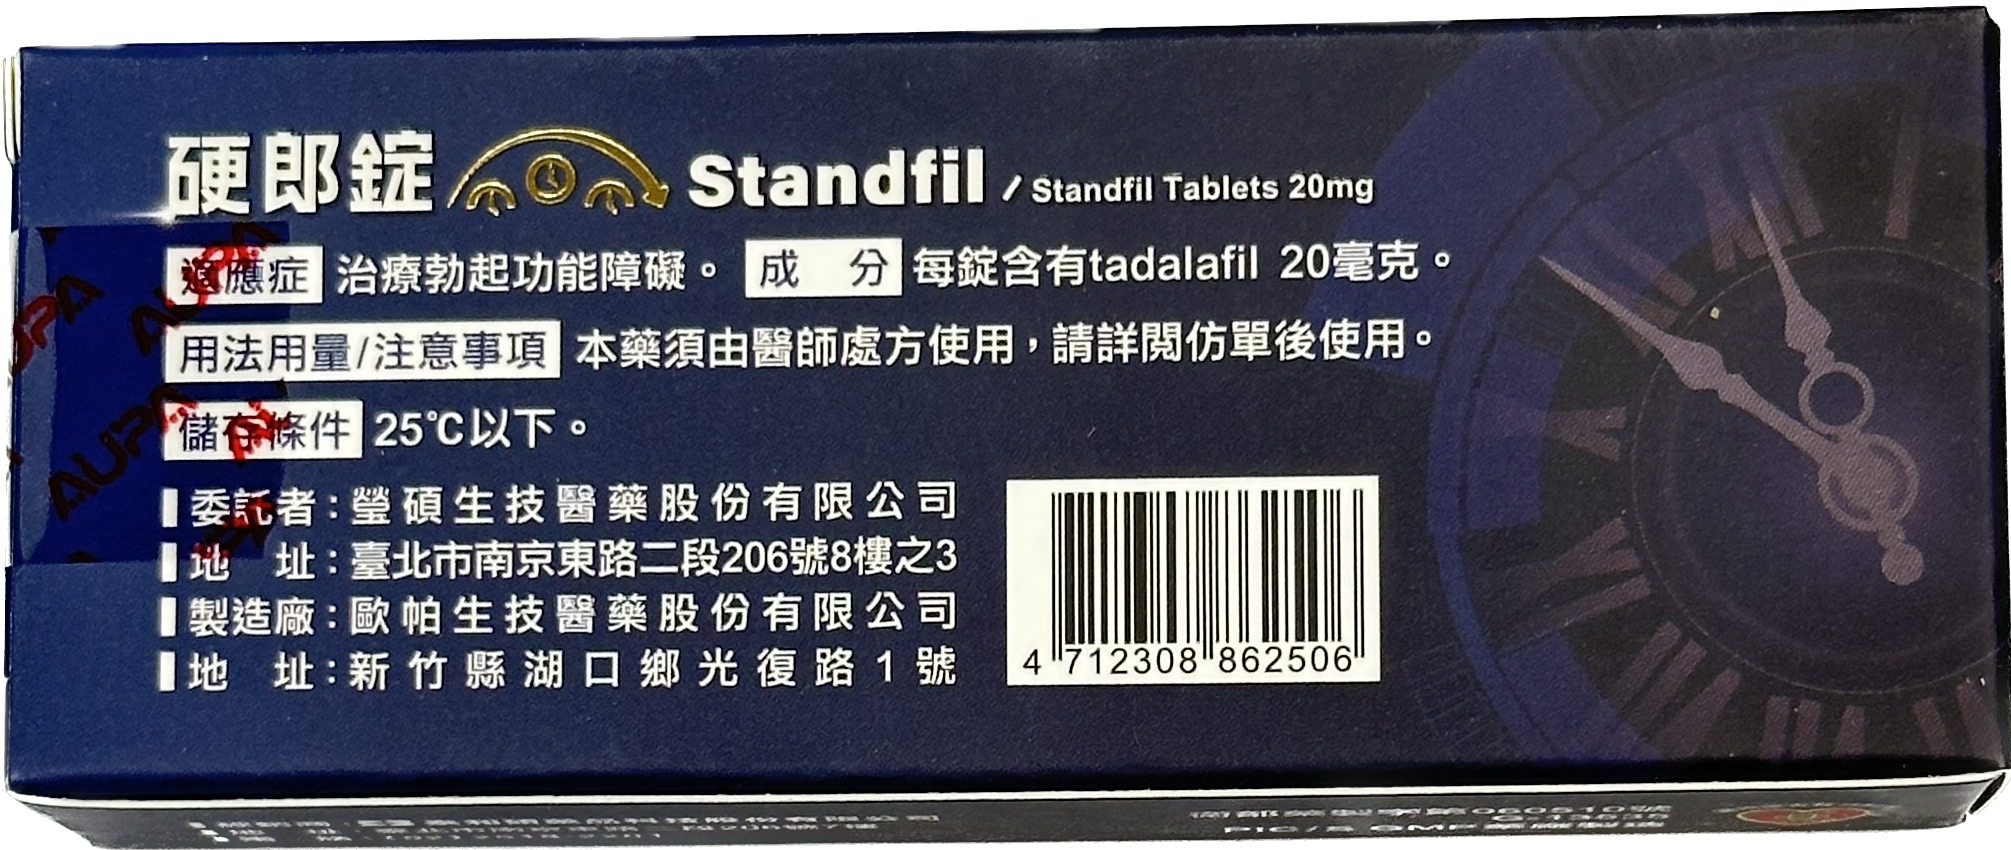 硬郎錠 Standfil / Standfil Tablets 20mg
適應症 治療勃起功能障礙。 成 分 每錠含有tadalafil 20毫克。
用法用量/注意事項 本藥須由醫師處方使用，請詳閱仿單後使用。
儲存條件 25℃以下。
委託者：瑩碩生技醫藥股份有限公司
地 址：臺北市南京東路二段206號8樓之3
製造廠：歐帕生技醫藥股份有限公司
地 址：新竹縣湖口鄉光復路1號
4 712308 862506
AUPA
AUPA